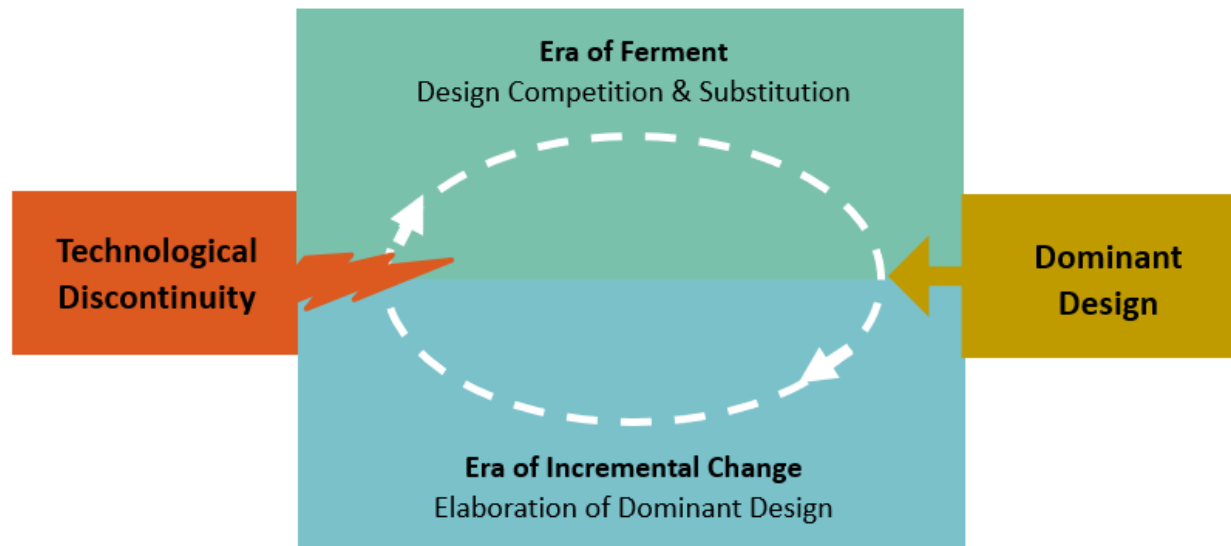 Era of Ferment
Design Competition & Substitution
Technological
Discontinuity
Dominant
Design
Era of Incremental Change
Elaboration of Dominant Design